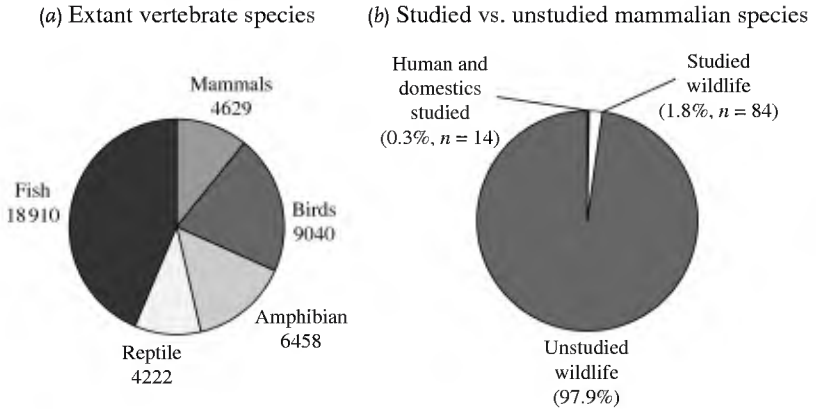 (a) Extant vertebrate species
Mammals
4629
Birds
9040
Amphibian
6458
Reptile
4222
Fish
18910
(b) Studied vs. unstudied mammalian species
Human and
domestics
studied
(0.3%, n = 14)
Studied
wildlife
(1.8%, n = 84)
Unstudied
wildlife
(97.9%)